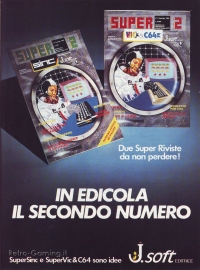 SUPER 2
sinc
SUPER 2
VIC & C64
Due Super Riviste
da non perdere!
IN EDICOLA
IL SECONDO NUMERO
Retro-Gaming.it
SuperSinc e SuperVic&C64 sono idee
J.soft EDITRICE